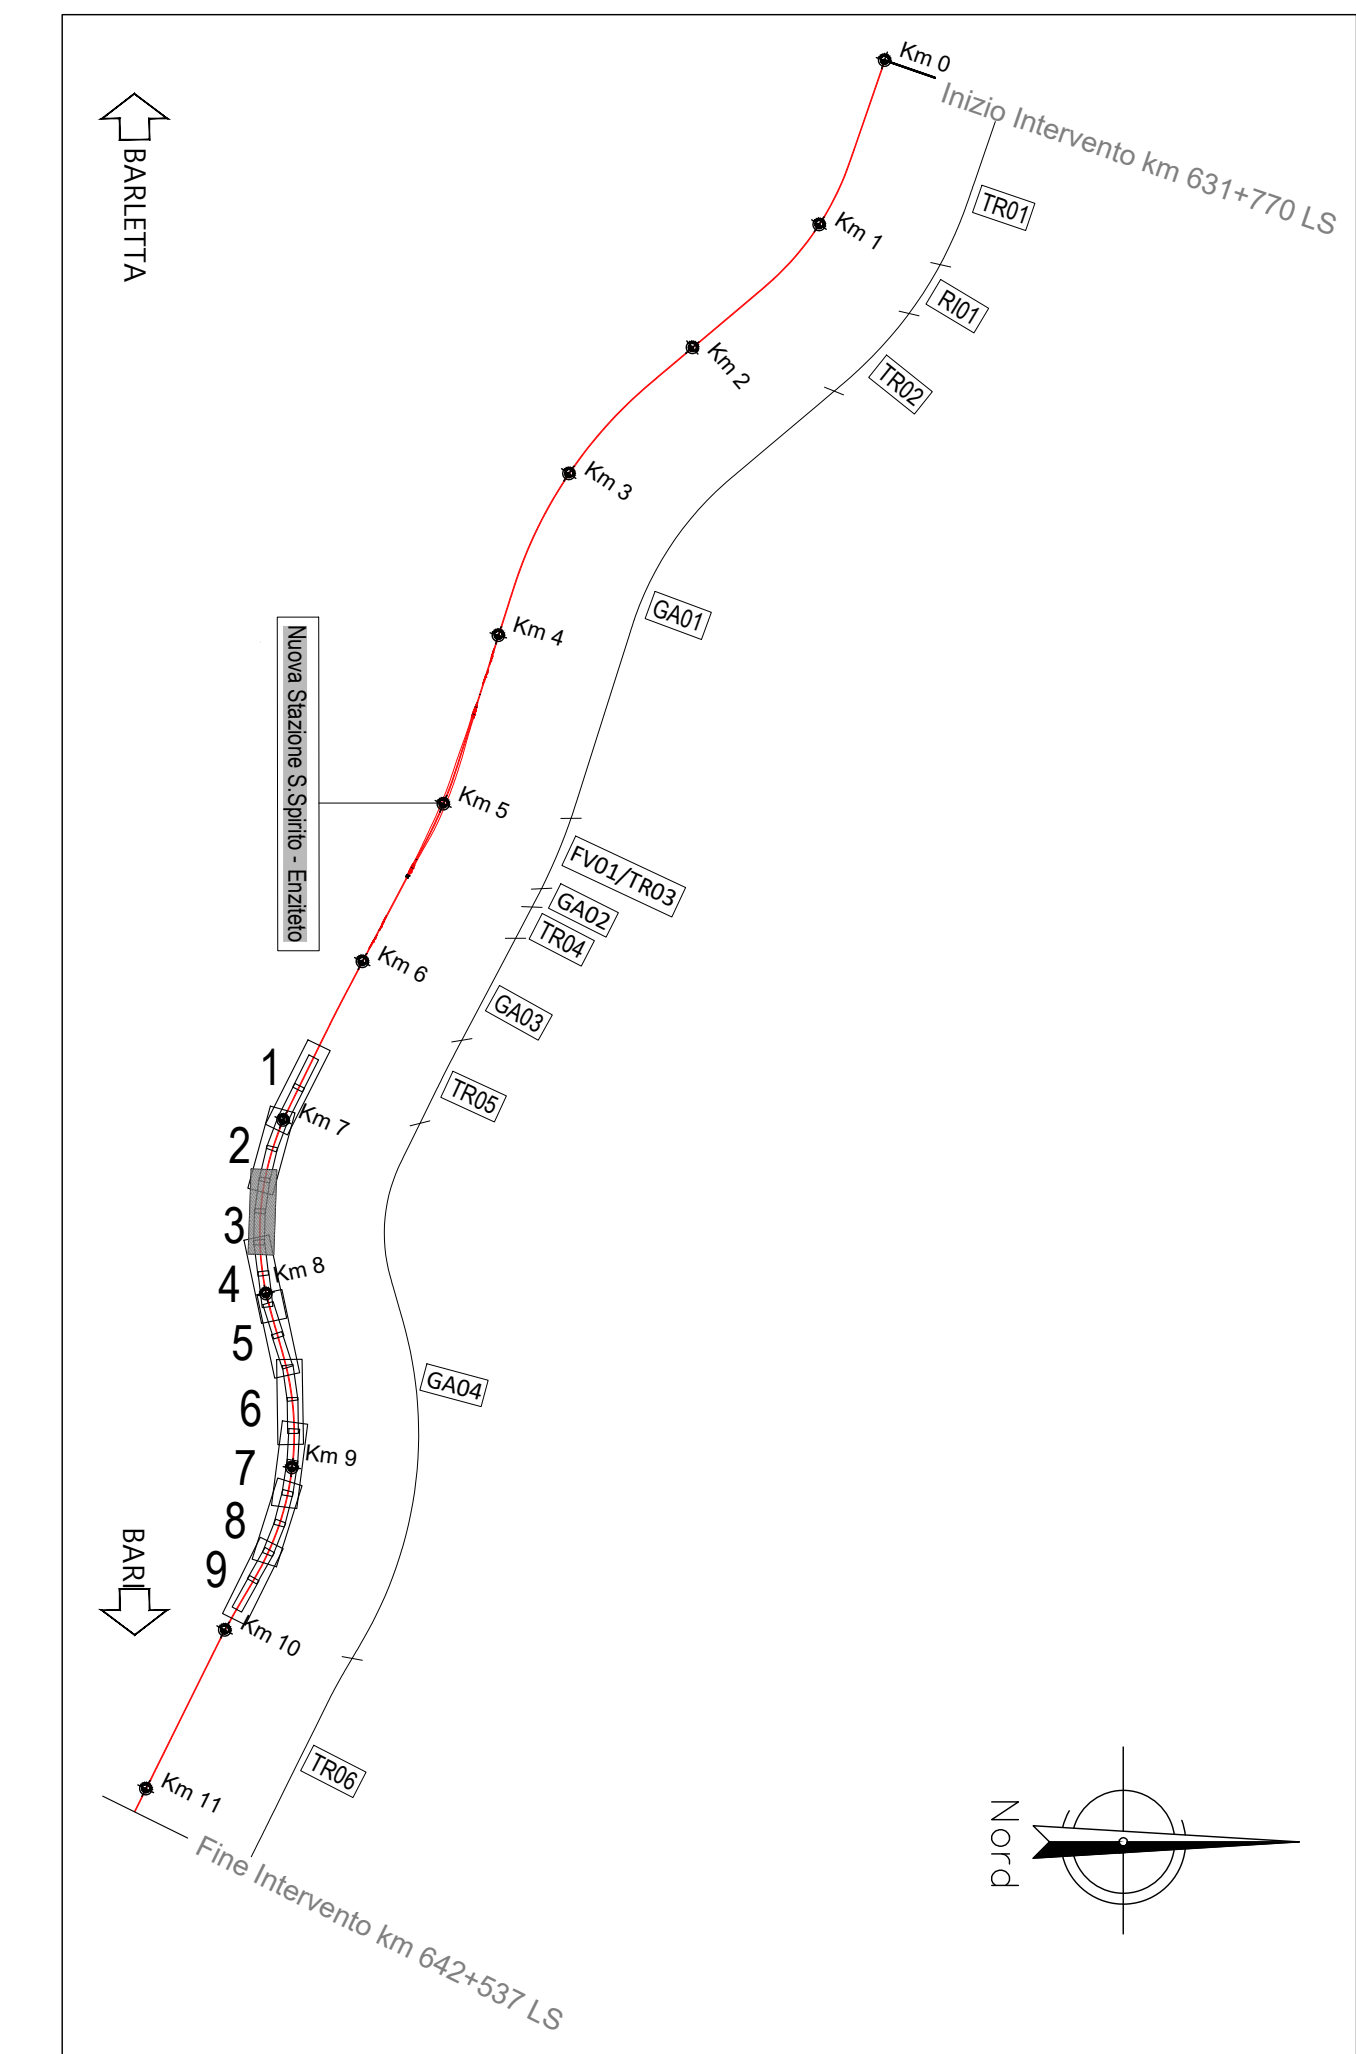 Km 0
Inizio Intervento km 631+770 LS
BARLETTA
TR01
Km 1
RI01
Km 2
TR02
Km 3
GA01
Km 4
Nuova Stazione S.Spirito - Enziteto
Km 5
FV01/TR03
GA02
TR04
Km 6
GA03
1
TR05
Km 7
2
3
Km 8
4
5
GA04
6
Km 9
7
8
BARI
9
Km 10
TR06
Km 11
Nord
Fine Intervento km 642+537 LS